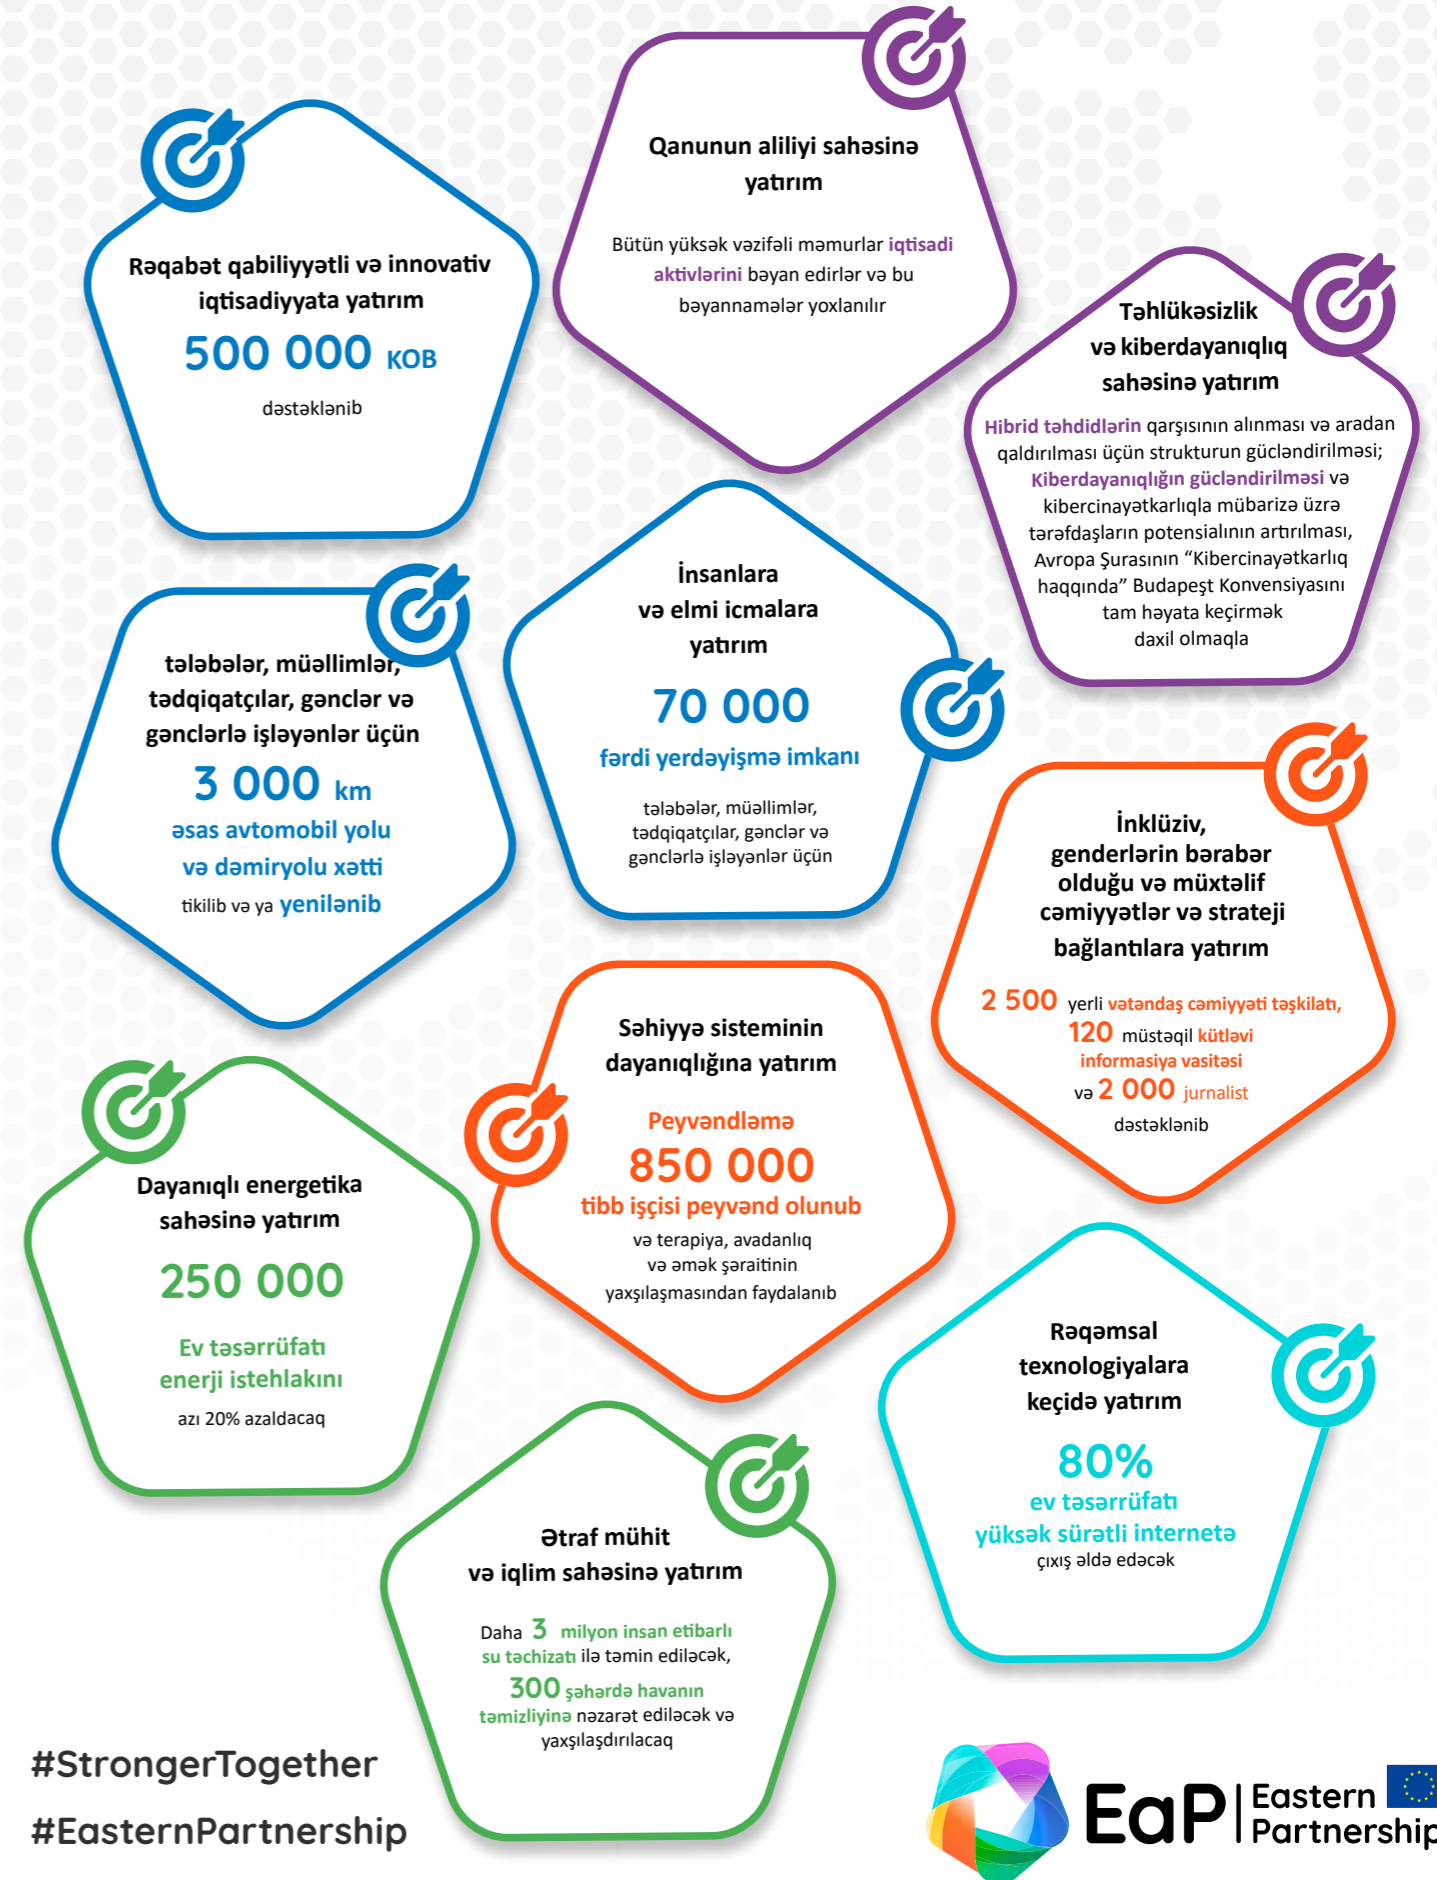 Qanunun aliliyi sahəsinə
yatırım
Bütün yüksək vəzifəli məmurlar iqtisadi
aktivlərini bəyan edirlər və bu
bəyannamələr yoxlanılır
Rəqabət qabiliyyətli və innovativ
iqtisadiyyata yatırım
500 000 KOB
dəstəklənib
Təhlükəsizlik
və kiberdayanıqlıq
sahəsinə yatırım
Hibrid təhdidlərin qarşısının alınması və aradan
qaldırılması üçün strukturun gücləndirilməsi;
Kiberdayanıqlığın gücləndirilməsi və
kibercinayətkarlıqla mübarizə üzrə
tərəfdaşların potensialının artırılması,
Avropa Şurasının “Kibercinayətkarlıq
haqqında” Budapeşt Konvensiyasını
tam həyata keçirmək
daxil olmaqla
İnsanlara
və elmi icmalara
yatırım
70 000
fərdi yerdəyişmə imkanı
tələbələr, müəllimlər,
tədqiqatçılar, gənclər və
gənclərlə işləyənlər üçün
tələbələr, müəllimlər,
tədqiqatçılar, gənclər və
gənclərlə işləyənlər üçün
3 000 km
əsas avtomobil yolu
və dəmiryolu xətti
tikilib və ya yenilənib
İnklüziv,
genderlərin bərabər
olduğu və müxtəlif
cəmiyyətlər və strateji
bağlantılara yatırım
2 500 yerli vətəndaş cəmiyyəti təşkilatı,
120 müstəqil kütləvi
informasiya vasitəsi
və 2 000 jurnalist
dəstəklənib
Səhiyyə sisteminin
dayanıqlığına yatırım
Peyvəndləmə
850 000
tibb işçisi peyvənd olunub
və terapiya, avadanlıq
və əmək şəraitinin
yaxşılaşmasından faydalanıb
Dayanıqlı energetika
sahəsinə yatırım
250 000
Ev təsərrüfatı
enerji istehlakını
azı 20% azaldacaq
Rəqəmsal
texnologiyalara
keçidə yatırım
80%
ev təsərrüfatı
yüksək sürətli internetə
çıxış əldə edəcək
Ətraf mühit
və iqlim sahəsinə yatırım
Daha 3 milyon insan etibarlı
su təchizatı ilə təmin ediləcək,
300 şəhərdə havanın
təmizliyinə nəzarət ediləcək və
yaxşılaşdırılacaq
#StrongerTogether
#EasternPartnership
EaP Eastern
Partnership